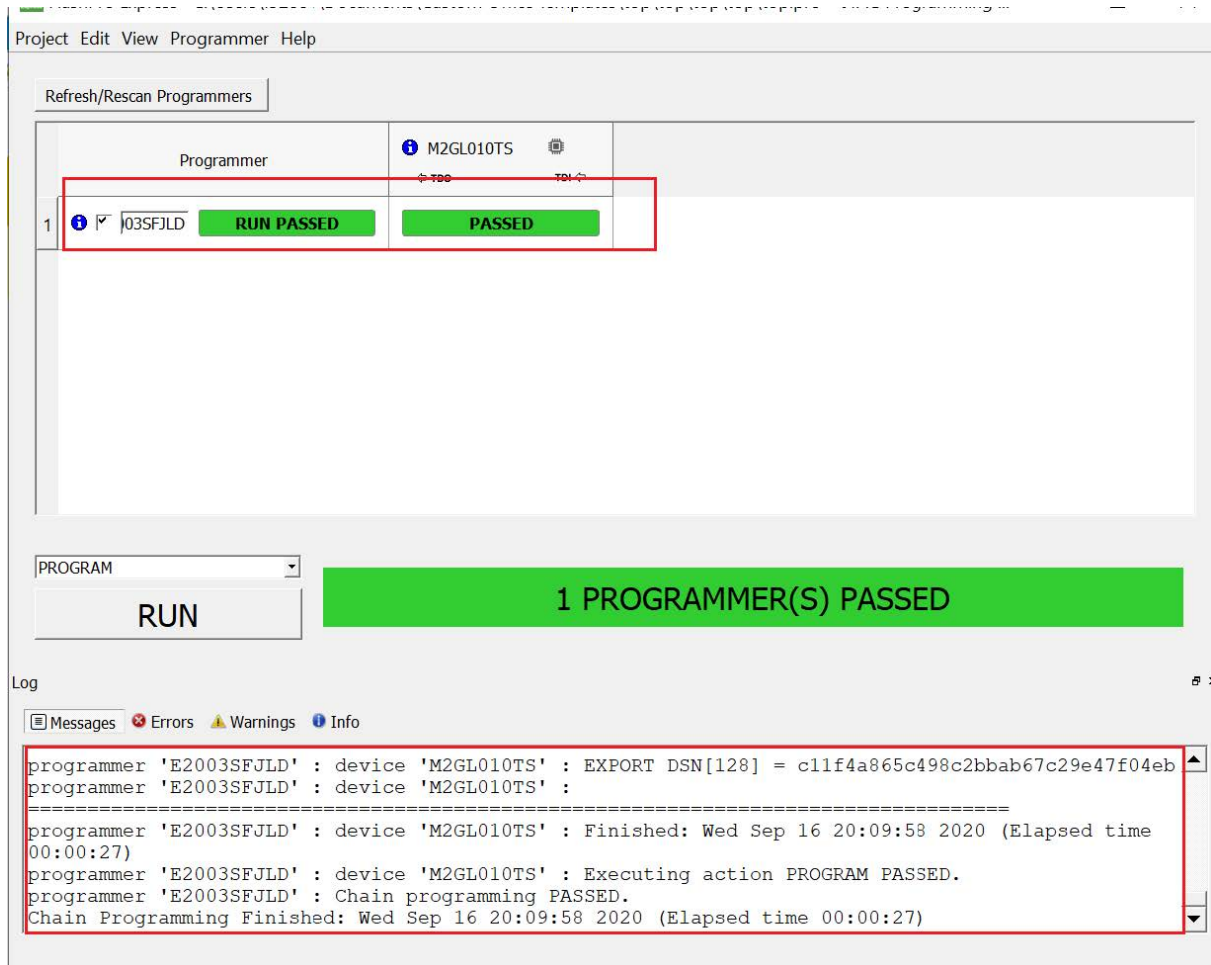 Project Edit View Programmer Help
Refresh/Rescan Programmers
Programmer
M2GL010TS
TDO TDI
1 03SFJLD RUN PASSED PASSED
PROGRAM
RUN
1 PROGRAMMER(S) PASSED
Log
Messages Errors Warnings Info
programmer 'E2003SFJLD' : device 'M2GL010TS' : EXPORT DSN[128] = c11f4a865c498c2bbab67c29e47f04eb
programmer 'E2003SFJLD' : device 'M2GL010TS' :
=====================================================================================
programmer 'E2003SFJLD' : device 'M2GL010TS' : Finished: Wed Sep 16 20:09:58 2020 (Elapsed time
00:00:27)
programmer 'E2003SFJLD' : device 'M2GL010TS' : Executing action PROGRAM PASSED.
programmer 'E2003SFJLD' : Chain programming PASSED.
Chain Programming Finished: Wed Sep 16 20:09:58 2020 (Elapsed time 00:00:27)